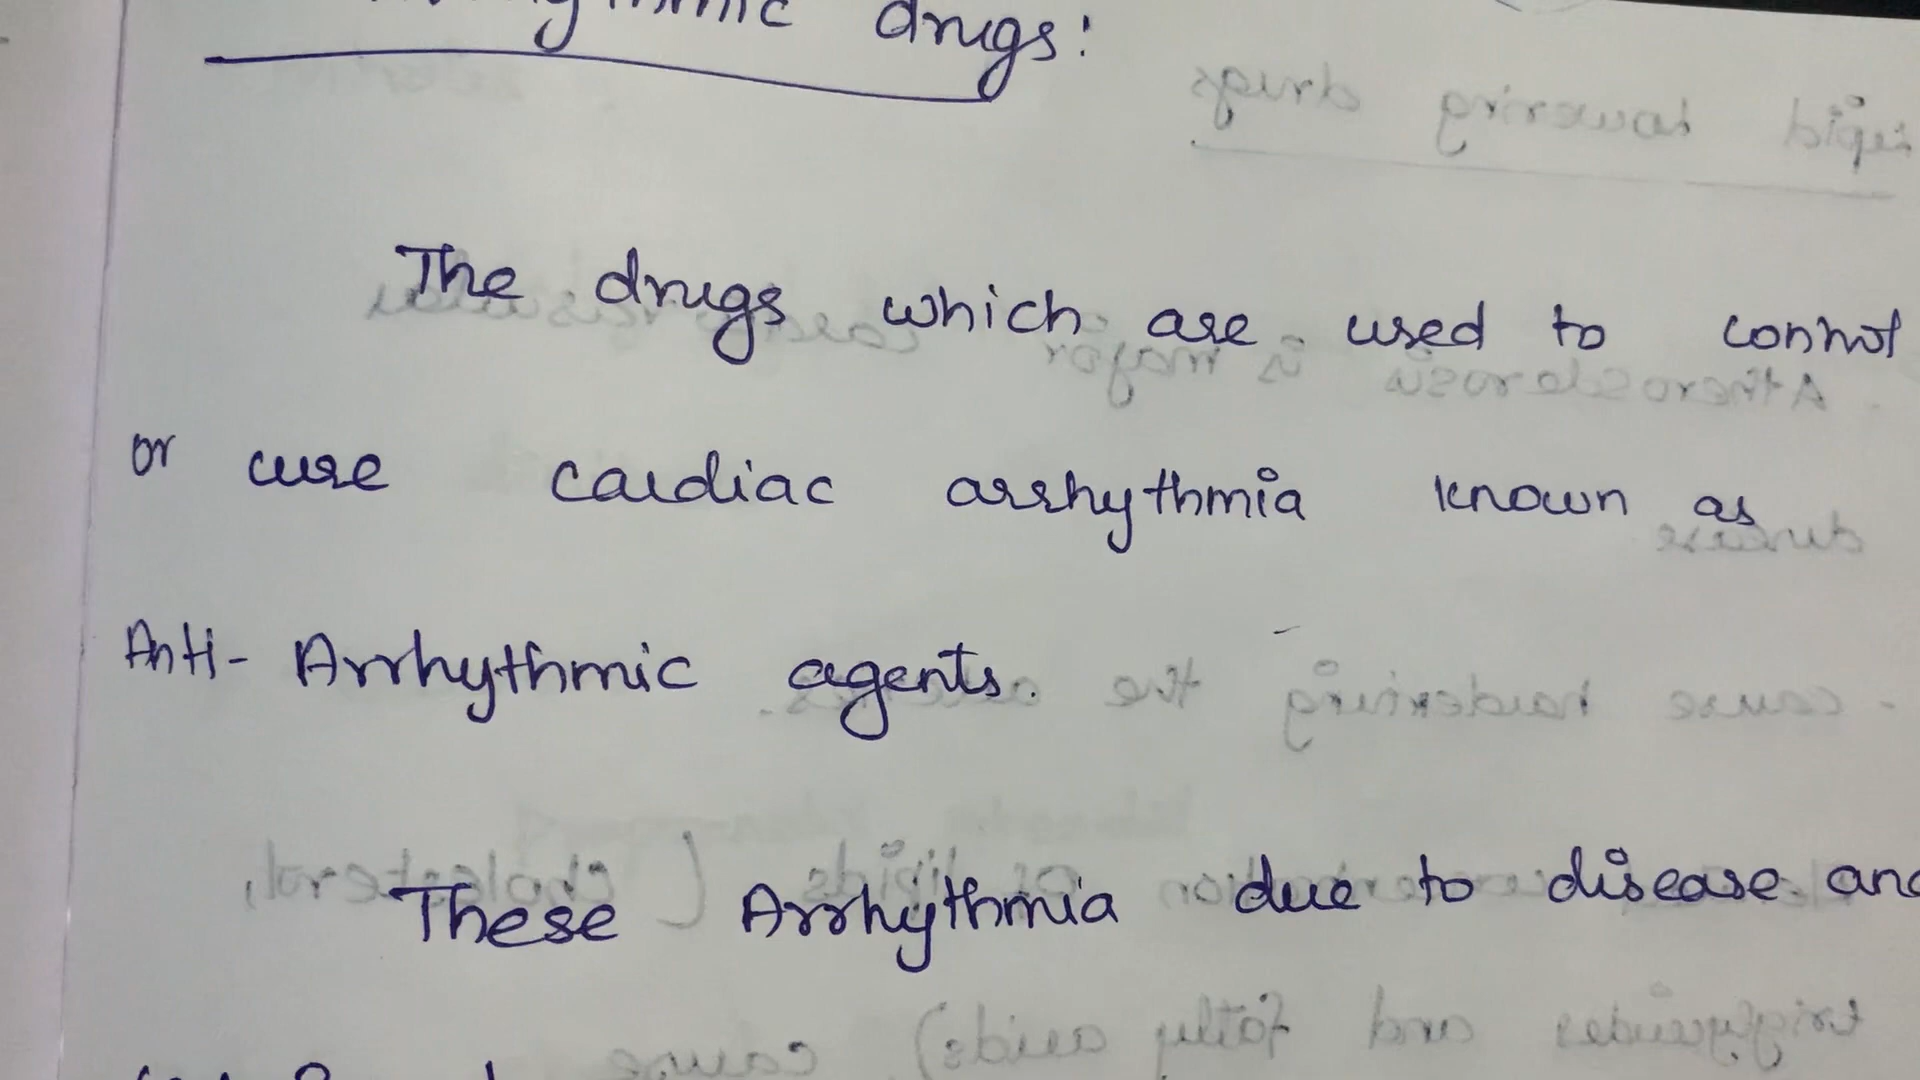 drugs:
The drugs which are used to control
or cure cardiac arrhythmia known as
Anti-Arrhythmic agents.
These Arrhythmia due to disease and